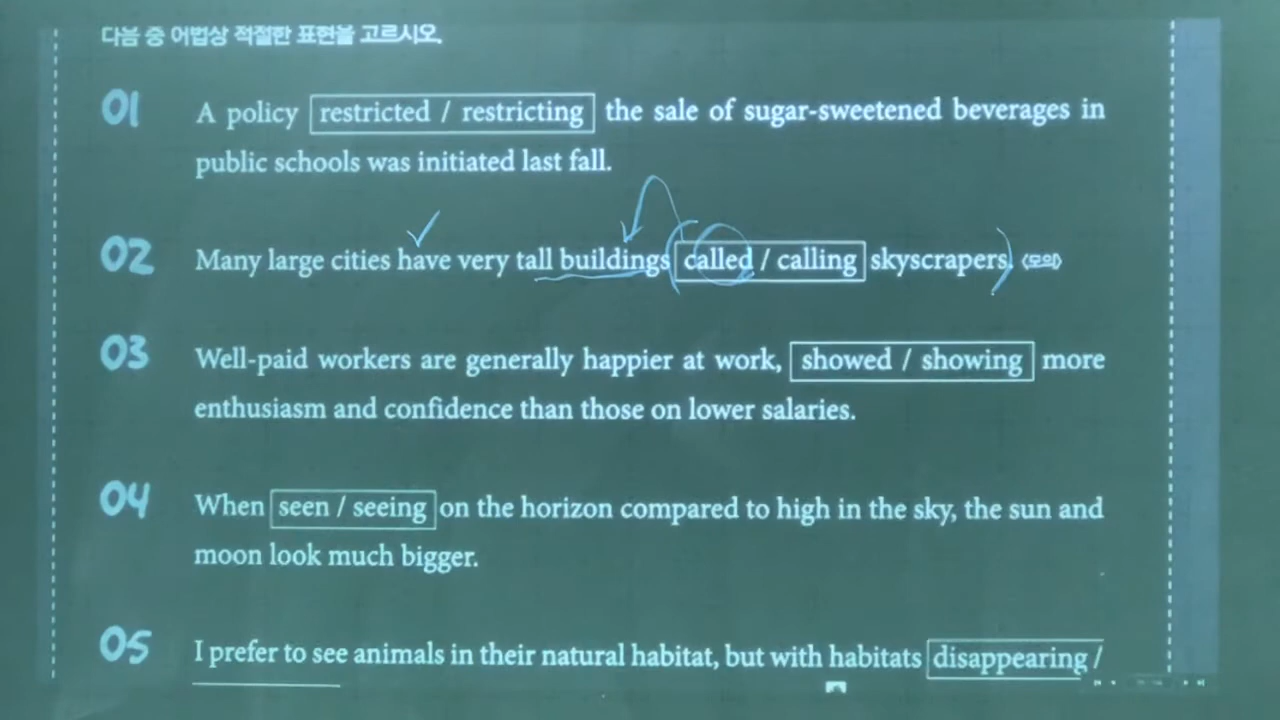 다음 중 어법상 적절한 표현을 고르시오.
01 A policy restricted / restricting the sale of sugar-sweetened beverages in
public schools was initiated last fall.
02 Many large cities have very tall buildings called / calling skyscrapers. <모의>
03 Well-paid workers are generally happier at work, showed / showing more
enthusiasm and confidence than those on lower salaries.
04 When seen / seeing on the horizon compared to high in the sky, the sun and
moon look much bigger.
05 I prefer to see animals in their natural habitat, but with habitats disappearing /